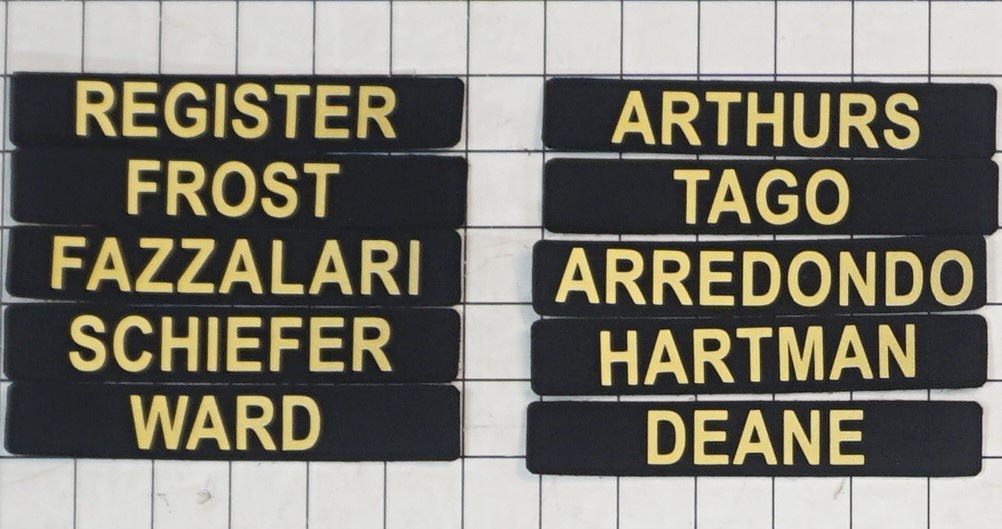 REGISTER
FROST
FAZZALARI
SCHIEFER
WARD
ARTHURS
TAGO
ARREDONDO
HARTMAN
DEANE